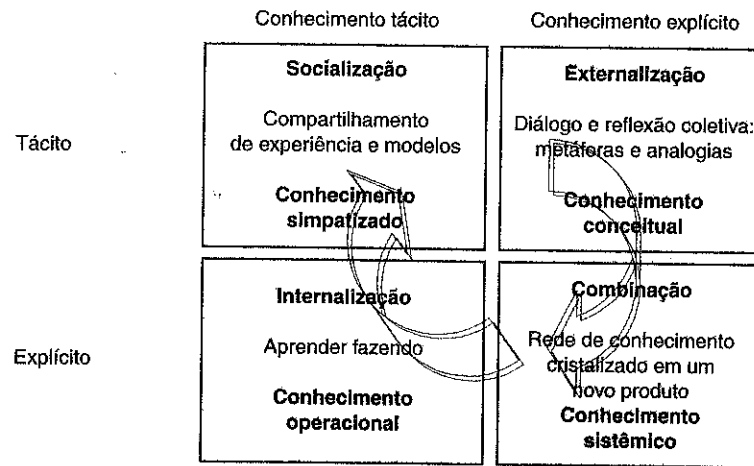 Conhecimento tácito
Conhecimento explícito
Tácito
Socialização
Compartilhamento
de experiência e modelos
Conhecimento
simpatizado
Externalização
Diálogo e reflexão coletiva:
metáforas e analogias
Conhecimento
conceitual
Explícito
Internalização
Aprender fazendo
Conhecimento
operacional
Combinação
Rede de conhecimento
cristalizado em um
novo produto
Conhecimento
sistêmico